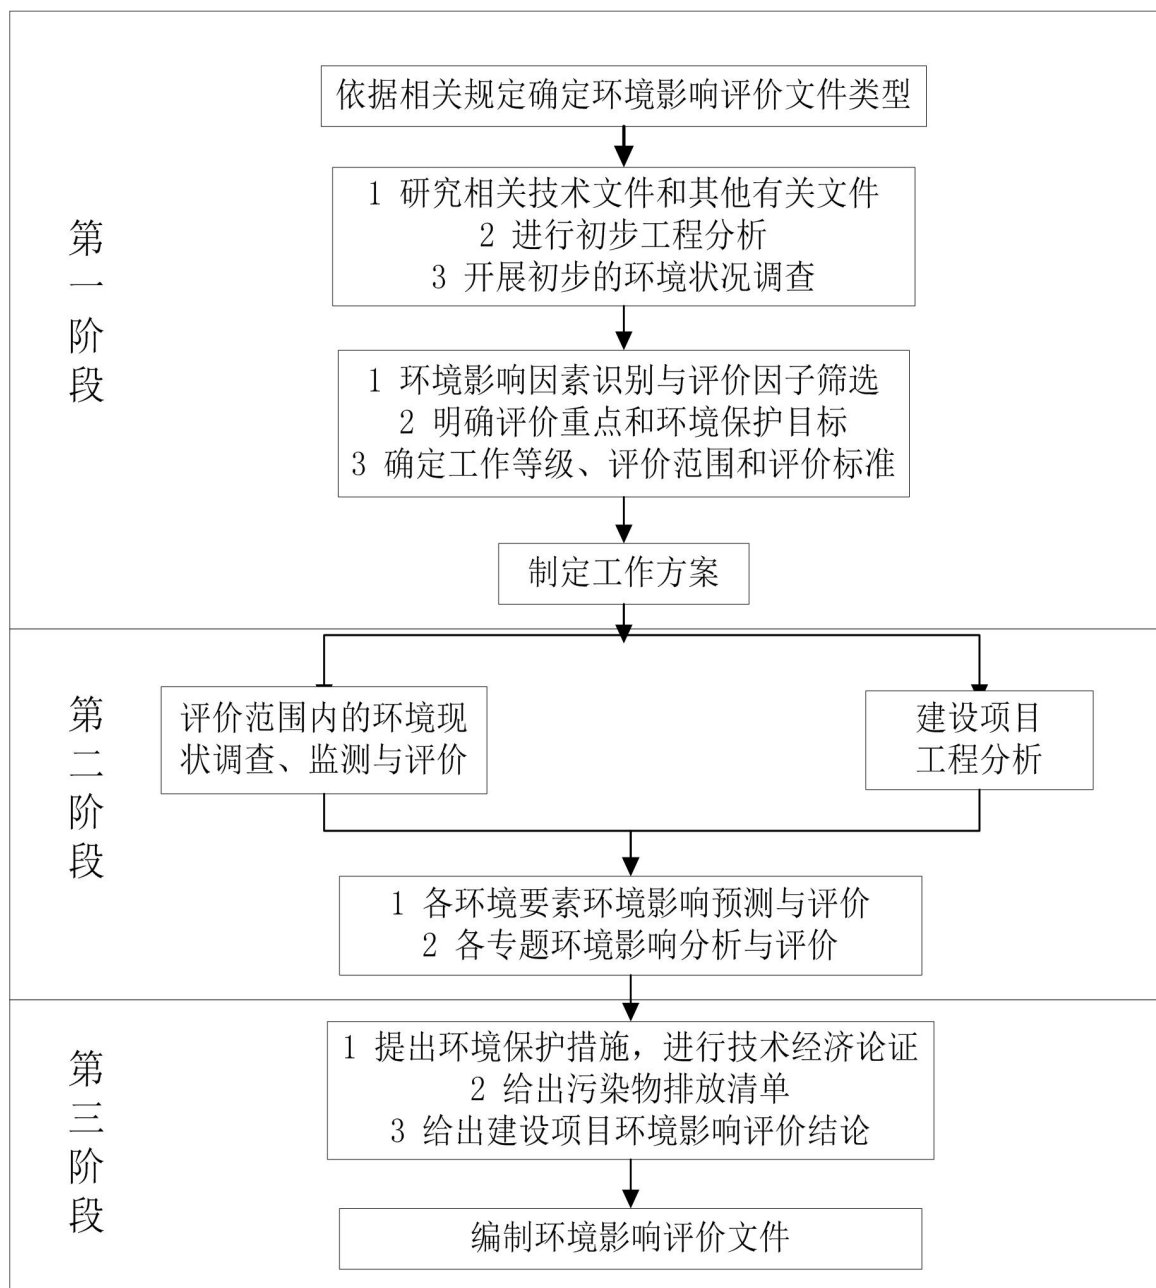 第一阶段
依据相关规定确定环境影响评价文件类型
1 研究相关技术文件和其他有关文件
2 进行初步工程分析
3 开展初步的环境状况调查
1 环境影响因素识别与评价因子筛选
2 明确评价重点和环境保护目标
3 确定工作等级、评价范围和评价标准
制定工作方案
第二阶段
评价范围内的环境现
状调查、监测与评价
建设项目
工程分析
1 各环境要素环境影响预测与评价
2 各专题环境影响分析与评价
第三阶段
1 提出环境保护措施，进行技术经济论证
2 给出污染物排放清单
3 给出建设项目环境影响评价结论
编制环境影响评价文件